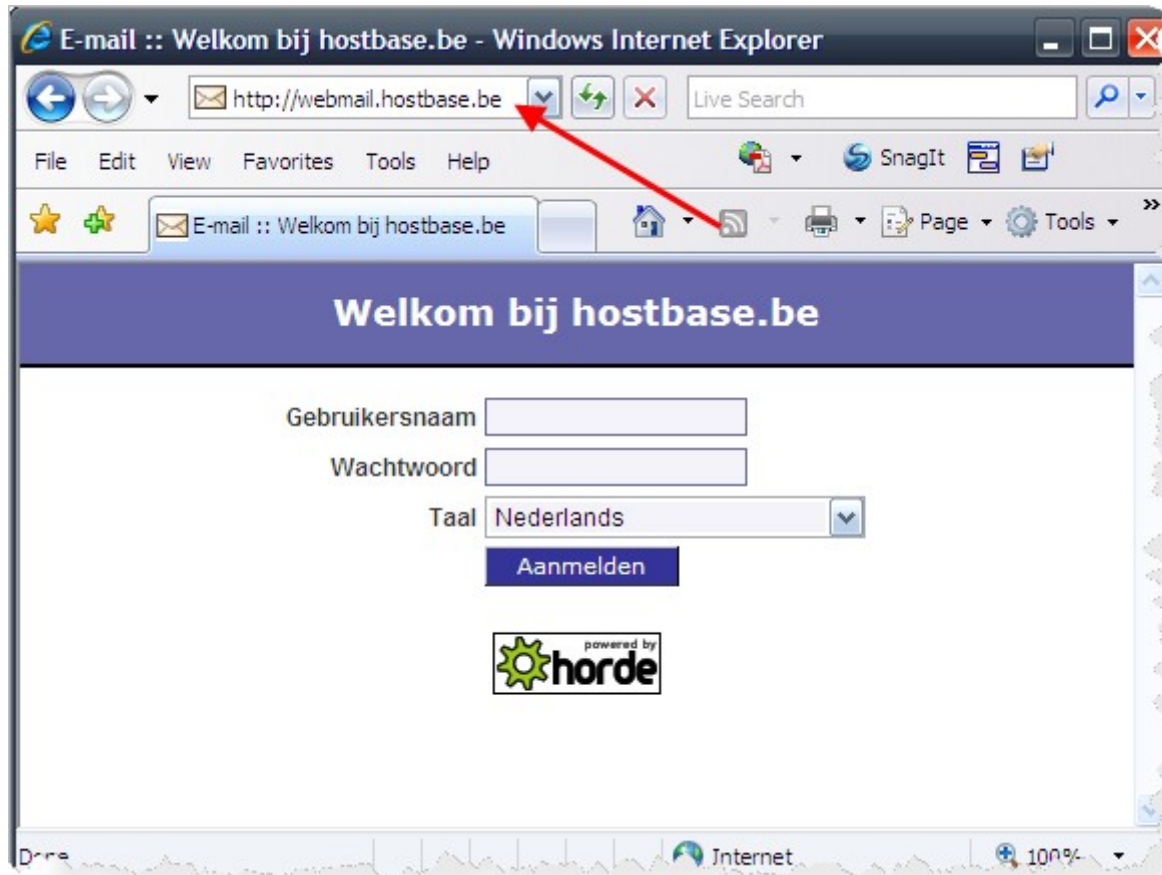 E-mail :: Welkom bij hostbase.be - Windows Internet Explorer
http://webmail.hostbase.be
Live Search
File Edit View Favorites Tools Help
SnagIt
E-mail :: Welkom bij hostbase.be
Page
Tools
»
Welkom bij hostbase.be
Gebruikersnaam
Wachtwoord
Taal Nederlands
Aanmelden
powered by
horde
Internet
100%